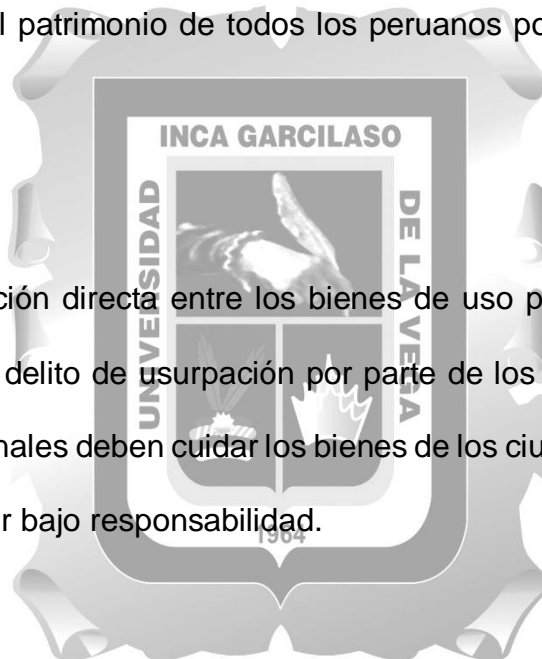 l patrimonio de todos los peruanos po
INCA GARCILASO
UNIVERSIDAD
DE LA VEGA
ción directa entre los bienes de uso p
delito de usurpación por parte de los
nales deben cuidar los bienes de los ciu
r bajo responsabilidad.
1964